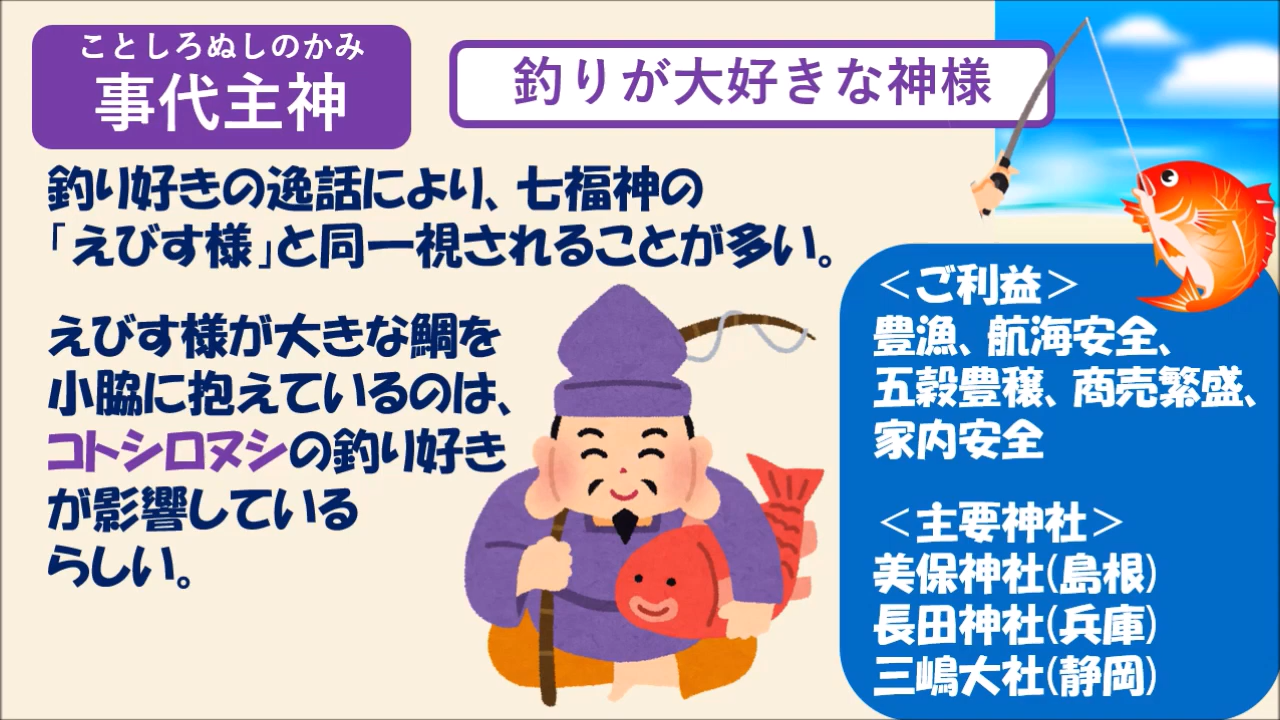 ことしろぬしのかみ
事代主神
釣りが大好きな神様
釣り好きの逸話により、七福神の
「えびす様」と同一視されることが多い。
えびす様が大きな鯛を
小脇に抱えているのは、
コトシロヌシの釣り好き
が影響している
らしい。
＜ご利益＞
豊漁、航海安全、
五穀豊穣、商売繁盛、
家内安全
＜主要神社＞
美保神社(島根)
長田神社(兵庫)
三嶋大社(静岡)